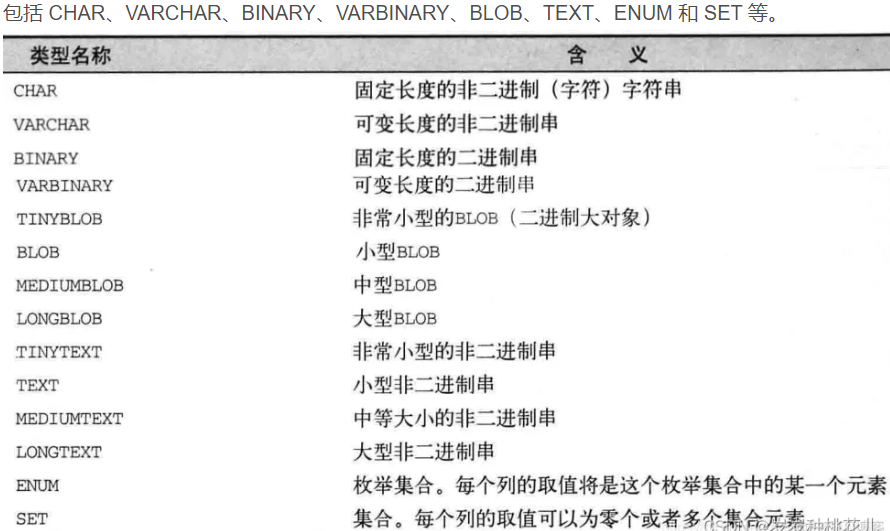 包括 CHAR、VARCHAR、BINARY、VARBINARY、BLOB、TEXT、ENUM 和 SET 等。
类型名称 含 义
CHAR 固定长度的非二进制（字符）字符串
VARCHAR 可变长度的非二进制串
BINARY 固定长度的二进制串
VARBINARY 可变长度的二进制串
TINYBLOB 非常小型的BLOB（二进制大对象）
BLOB 小型BLOB
MEDIUMBLOB 中型BLOB
LONGBLOB 大型BLOB
TINYTEXT 非常小型的非二进制串
TEXT 小型非二进制串
MEDIUMTEXT 中等大小的非二进制串
LONGTEXT 大型非二进制串
ENUM 枚举集合。每个列的取值将是这个枚举集合中的某一个元素
SET 集合。每个列的取值可以为零个或者多个集合元素